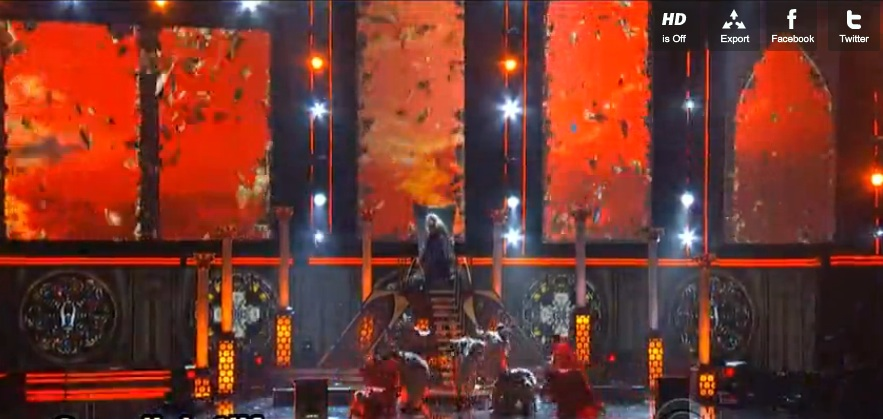 HD
is Off
Export
Facebook
Twitter